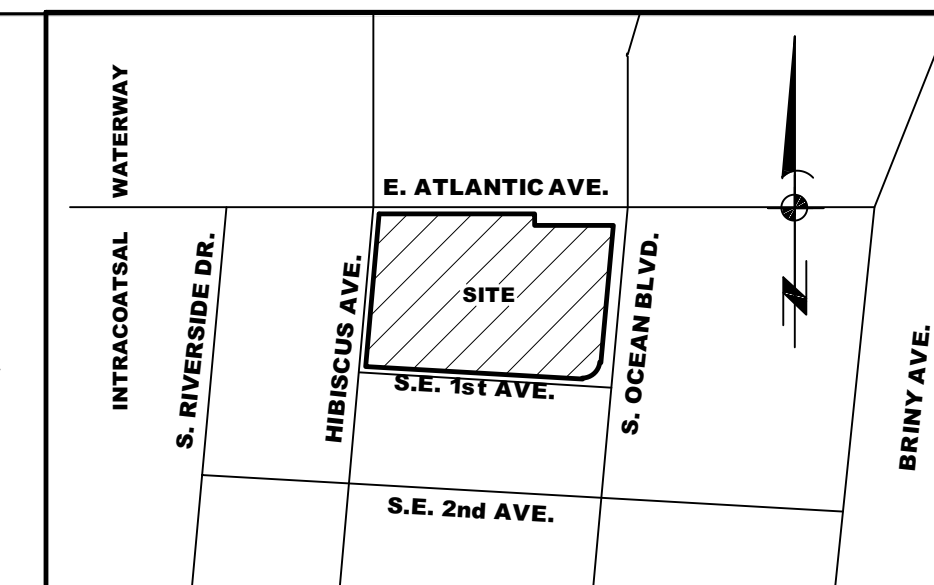 WATERWAY
E. ATLANTIC AVE.
INTRACOATSAL
S. RIVERSIDE DR.
HIBISCUS AVE.
SITE
S. OCEAN BLVD.
BRINY AVE.
S.E. 1st AVE.
S.E. 2nd AVE.
N